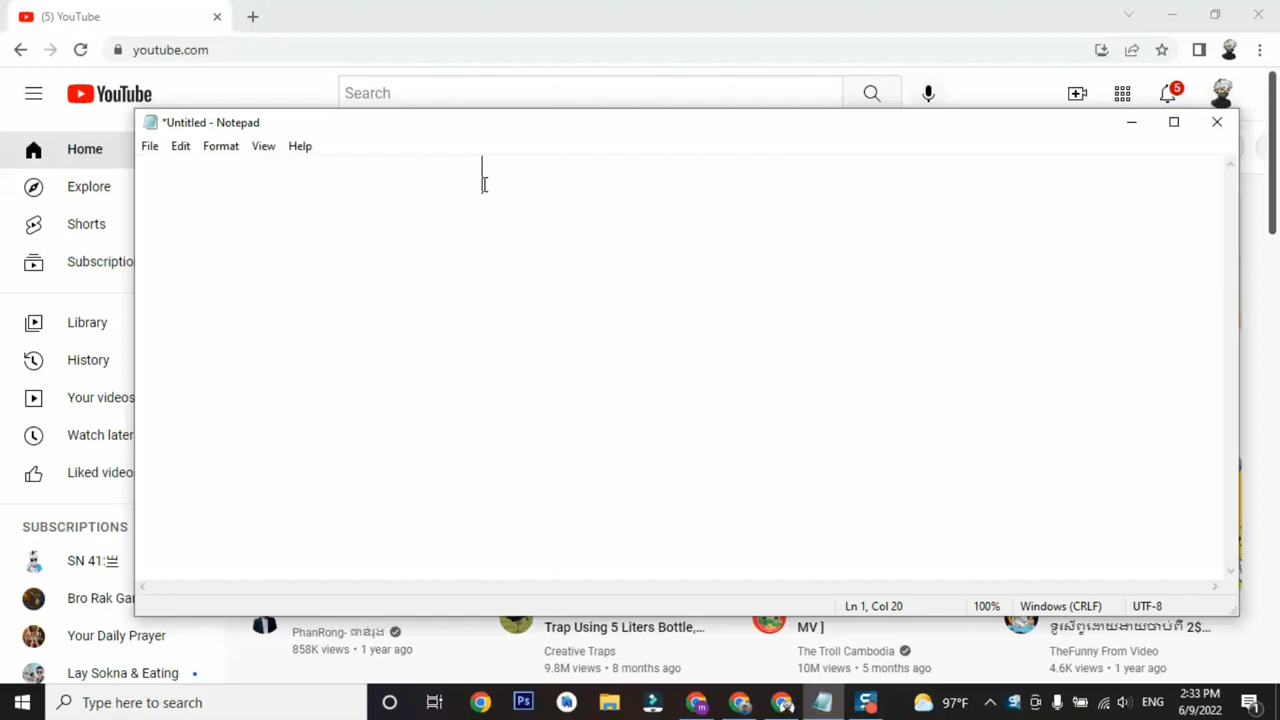 (5) YouTube
youtube.com
YouTube
Search
5
*Untitled - Notepad
File Edit Format View Help
Home
Explore
Shorts
Subscriptio
Library
History
Your videos
Watch later
Liked video
SUBSCRIPTIONS
SN 41:
Bro Rak Gar
Your Daily Prayer
Lay Sokna & Eating
Ln 1, Col 20 100% Windows (CRLF) UTF-8
PhanRong-
858K views • 1 year ago
Trap Using 5 Liters Bottle,...
Creative Traps
9.8M views • 8 months ago
MV ]
The Troll Cambodia
10M views • 5 months ago
2$...
TheFunny From Video
4.6K views • 1 year ago
Type here to search
Ps
97°F
ENG
2:33 PM
6/9/2022
1